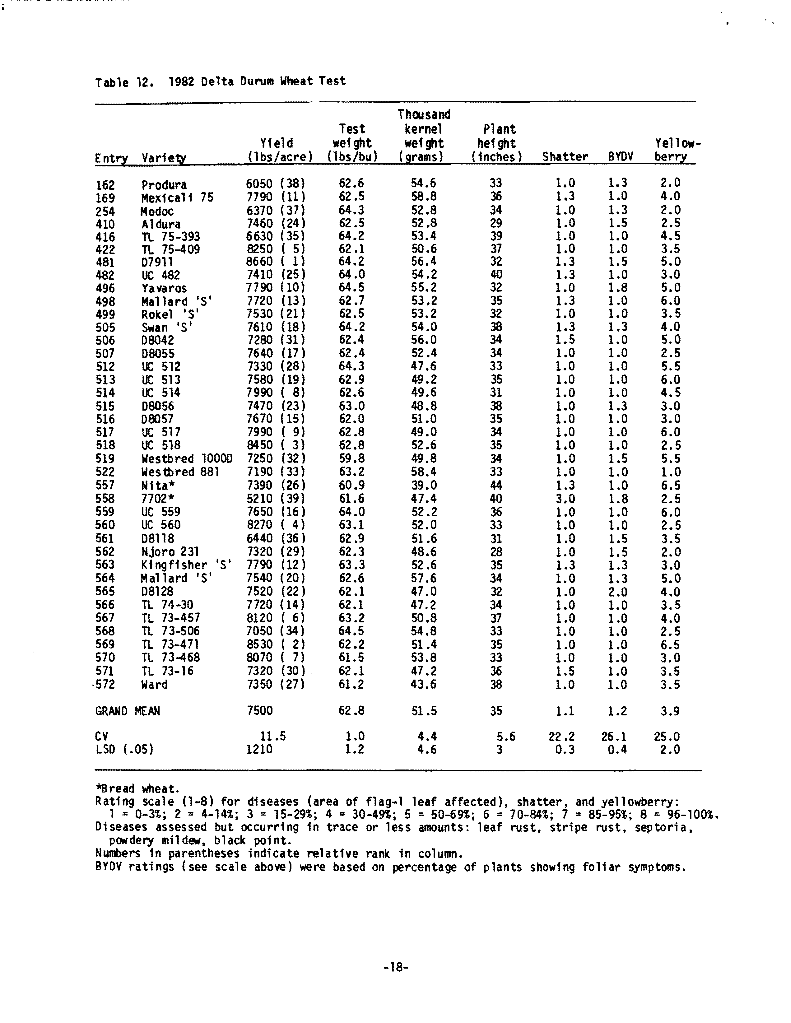 Table 12. 1982 Delta Durum Wheat Test
Thousand
Test kernel Plant
Yield weight weight height Yellow-
Entry Variety (lbs/acre) (lbs/bu) (grams) (inches) Shatter BYDV berry
162 Produra 6050 (38) 62.6 54.6 33 1.0 1.3 2.0
169 Mexicali 75 7790 (11) 62.5 58.8 36 1.3 1.0 4.0
254 Modoc 6370 (37) 64.3 52.8 34 1.0 1.3 2.0
410 Aldura 7460 (24) 62.5 52.8 29 1.0 1.5 2.5
416 TL 75-393 6630 (35) 64.2 53.4 39 1.0 1.0 4.5
422 TL 75-409 8250 ( 5) 62.1 50.6 37 1.0 1.0 3.5
481 D7911 8660 ( 1) 64.2 56.4 32 1.3 1.5 5.0
482 UC 482 7410 (25) 64.0 54.2 40 1.3 1.0 3.0
496 Yavaros 7790 (10) 64.5 55.2 32 1.0 1.8 5.0
498 Mallard 'S' 7720 (13) 62.7 53.2 35 1.3 1.0 6.0
499 Rokel 'S' 7530 (21) 62.5 53.2 32 1.0 1.0 3.5
505 Swan 'S' 7610 (18) 64.2 54.0 38 1.3 1.3 4.0
506 D8042 7280 (31) 62.4 56.0 34 1.5 1.0 5.0
507 D8055 7640 (17) 62.4 52.4 34 1.0 1.0 2.5
512 UC 512 7330 (28) 64.3 47.6 33 1.0 1.0 5.5
513 UC 513 7580 (19) 62.9 49.2 35 1.0 1.0 6.0
514 UC 514 7990 ( 8) 62.6 49.6 31 1.0 1.0 4.5
515 D8056 7470 (23) 63.0 48.8 38 1.0 1.3 3.0
516 D8057 7670 (15) 62.0 51.0 35 1.0 1.0 3.0
517 UC 517 7990 ( 9) 62.8 49.0 34 1.0 1.0 6.0
518 UC 518 8450 ( 3) 62.8 52.6 35 1.0 1.0 2.5
519 Westbred 1000D 7250 (32) 59.8 49.8 34 1.0 1.5 5.5
522 Westbred 881 7190 (33) 63.2 58.4 33 1.0 1.0 1.0
557 Nita* 7390 (26) 60.9 39.0 44 1.3 1.0 6.5
558 7702* 5210 (39) 61.6 47.4 40 3.0 1.8 2.5
559 UC 559 7650 (16) 64.0 52.2 36 1.0 1.0 6.0
560 UC 560 8270 ( 4) 63.1 52.0 33 1.0 1.0 2.5
561 D8118 6440 (36) 62.9 51.6 31 1.0 1.5 3.5
562 Njoro 231 7320 (29) 62.3 48.6 28 1.0 1.5 2.0
563 Kingfisher 'S' 7790 (12) 63.3 52.6 35 1.3 1.3 3.0
564 Mallard 'S' 7540 (20) 62.6 57.6 34 1.0 1.3 5.0
565 D8128 7520 (22) 62.1 47.0 32 1.0 2.0 4.0
566 TL 74-30 7720 (14) 62.1 47.2 34 1.0 1.0 3.5
567 TL 73-457 8120 ( 6) 63.2 50.8 37 1.0 1.0 4.0
568 TL 73-506 7050 (34) 64.5 54.8 33 1.0 1.0 2.5
569 TL 73-471 8530 ( 2) 62.2 51.4 35 1.0 1.0 6.5
570 TL 73-468 8070 ( 7) 61.5 53.8 33 1.0 1.0 3.0
571 TL 73-16 7320 (30) 62.1 47.2 36 1.5 1.0 3.5
572 Ward 7350 (27) 61.2 43.6 38 1.0 1.0 3.5
GRAND MEAN 7500 62.8 51.5 35 1.1 1.2 3.9
CV 11.5 1.0 4.4 5.6 22.2 26.1 25.0
LSD (.05) 1210 1.2 4.6 3 0.3 0.4 2.0
*Bread wheat.
Rating scale (1-8) for diseases (area of flag-1 leaf affected), shatter, and yellowberry:
1 = 0-3%; 2 = 4-14%; 3 = 15-29%; 4 = 30-49%; 5 = 50-69%; 6 = 70-84%; 7 = 85-95%; 8 = 96-100%.
Diseases assessed but occurring in trace or less amounts: leaf rust, stripe rust, septoria,
powdery mildew, black point.
Numbers in parentheses indicate relative rank in column.
BYDV ratings (see scale above) were based on percentage of plants showing foliar symptoms.
-18-